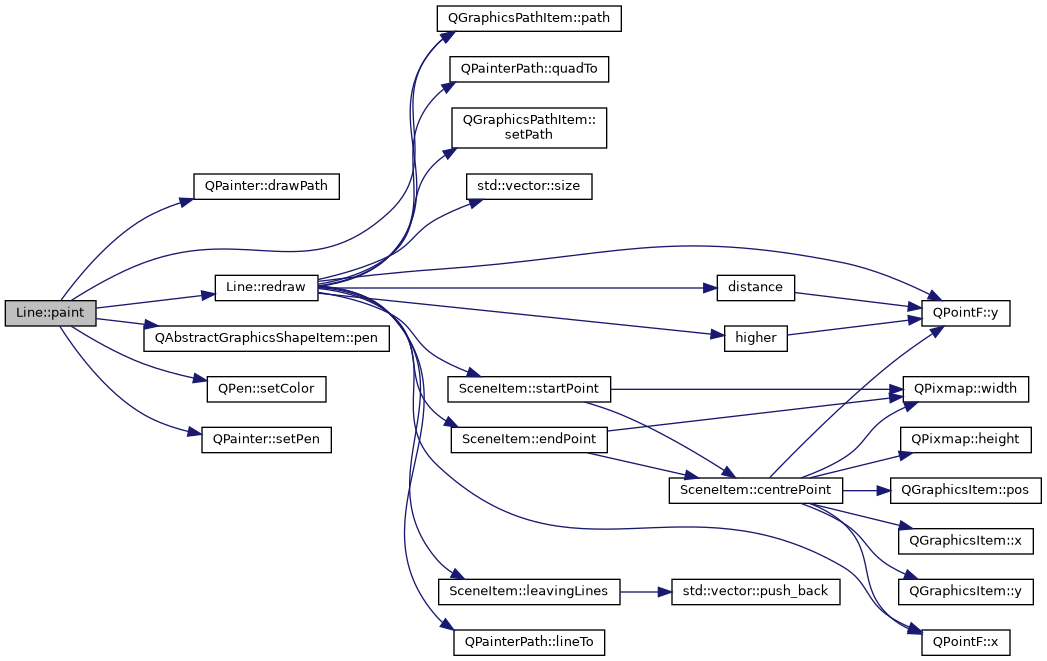 QGraphicsPathItem::path
QPainterPath::quadTo
QGraphicsPathItem::
setPath
QPainter::drawPath
std::vector::size
Line::redraw
distance
Line::paint
QPointF::y
QAbstractGraphicsShapeItem::pen
higher
QPen::setColor
SceneItem::startPoint
QPixmap::width
QPainter::setPen
SceneItem::endPoint
QPixmap::height
SceneItem::centrePoint
QGraphicsItem::pos
QGraphicsItem::x
SceneItem::leavingLines
std::vector::push_back
QGraphicsItem::y
QPainterPath::lineTo
QPointF::x